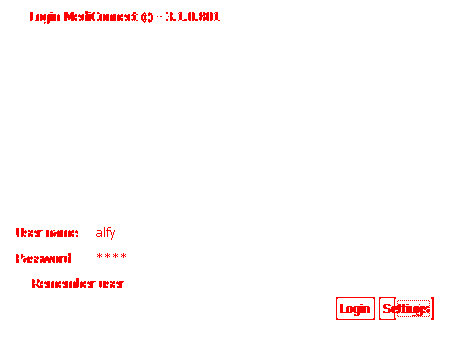 Login MediConnect © - 3.1.0.801
User name alfy
Password ****
Remember user
Login Settings